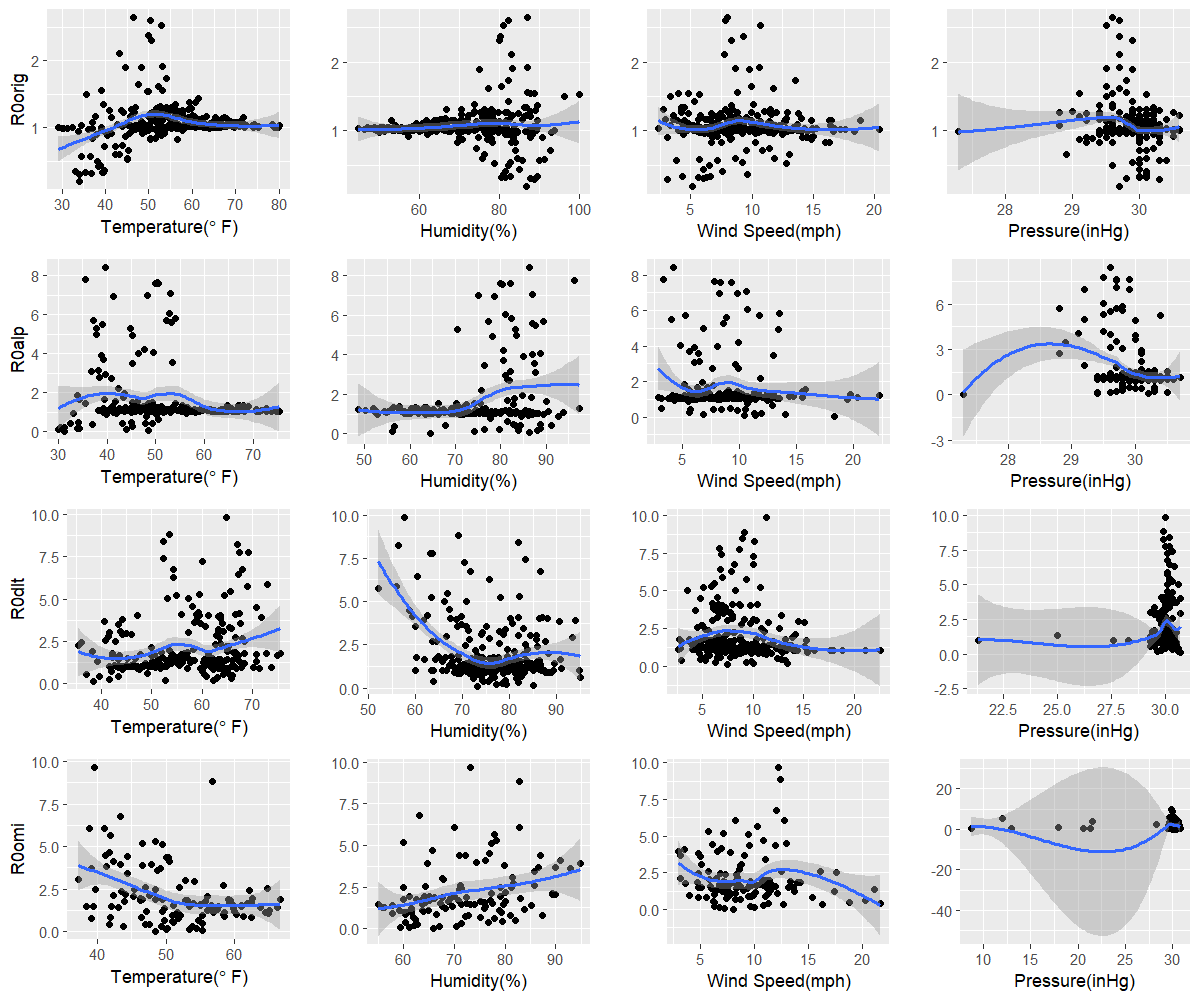 R0orig
2
1
30 40 50 60 70 80
Temperature(° F)
2
1
60 80 100
Humidity(%)
2
1
5 10 15 20
Wind Speed(mph)
2
1
28 29 30
Pressure(inHg)
R0alp
8
6
4
2
0
30 40 50 60 70
Temperature(° F)
8
6
4
2
0
50 60 70 80 90
Humidity(%)
8
6
4
2
0
5 10 15 20
Wind Speed(mph)
6
3
0
-3
28 29 30
Pressure(inHg)
R0dlt
10.0
7.5
5.0
2.5
0.0
40 50 60 70
Temperature(° F)
10.0
7.5
5.0
2.5
0.0
50 60 70 80 90
Humidity(%)
10.0
7.5
5.0
2.5
0.0
5 10 15 20
Wind Speed(mph)
10.0
7.5
5.0
2.5
0.0
-2.5
22.5 25.0 27.5 30.0
Pressure(inHg)
R0omi
10.0
7.5
5.0
2.5
0.0
40 50 60
Temperature(° F)
10.0
7.5
5.0
2.5
0.0
60 70 80 90
Humidity(%)
10.0
7.5
5.0
2.5
0.0
5 10 15 20
Wind Speed(mph)
20
0
-20
-40
10 15 20 25 30
Pressure(inHg)